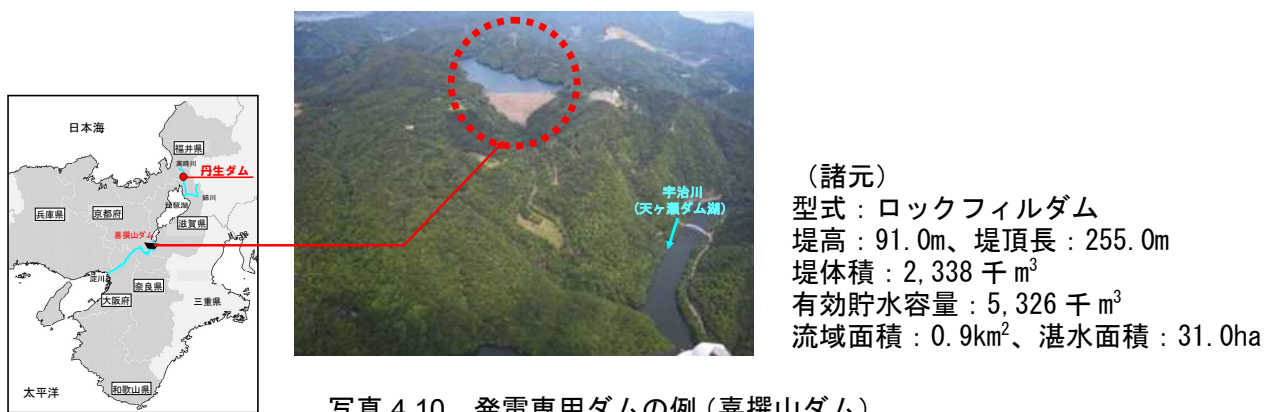 日本海
福井県
高時川
丹生ダム
姉川
琵琶湖
兵庫県
京都府
滋賀県
喜撰山ダム
淀川
奈良県
大阪府
三重県
和歌山県
太平洋
宇治川
(天ヶ瀬ダム湖)
(諸元)
型式:ロックフィルダム
堤高:91.0m、堤頂長:255.0m
堤体積:2,338 千 m³
有効貯水容量:5,326 千 m³
流域面積:0.9km²、湛水面積:31.0ha
写真 4.10 発電専用ダムの例(喜撰山ダム)